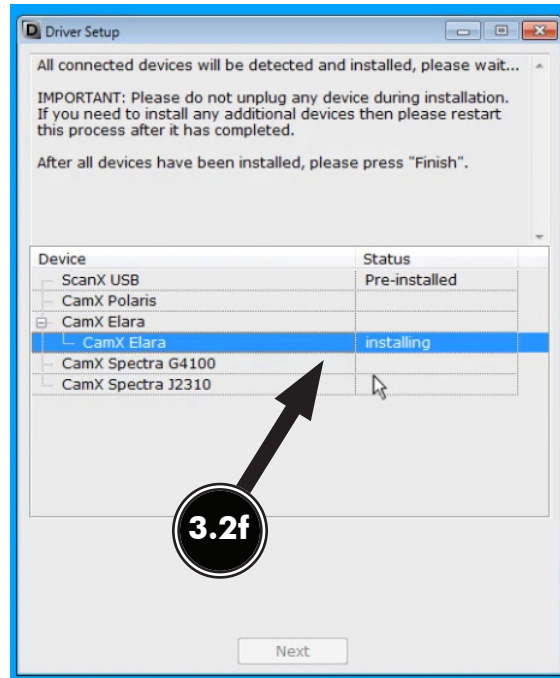 Driver Setup
All connected devices will be detected and installed, please wait...
IMPORTANT: Please do not unplug any device during installation.
If you need to install any additional devices then please restart
this process after it has completed.
After all devices have been installed, please press "Finish".
Device Status
ScanX USB Pre-installed
CamX Polaris
CamX Elara
CamX Elara installing
CamX Spectra G4100
CamX Spectra J2310
3.2f
Next